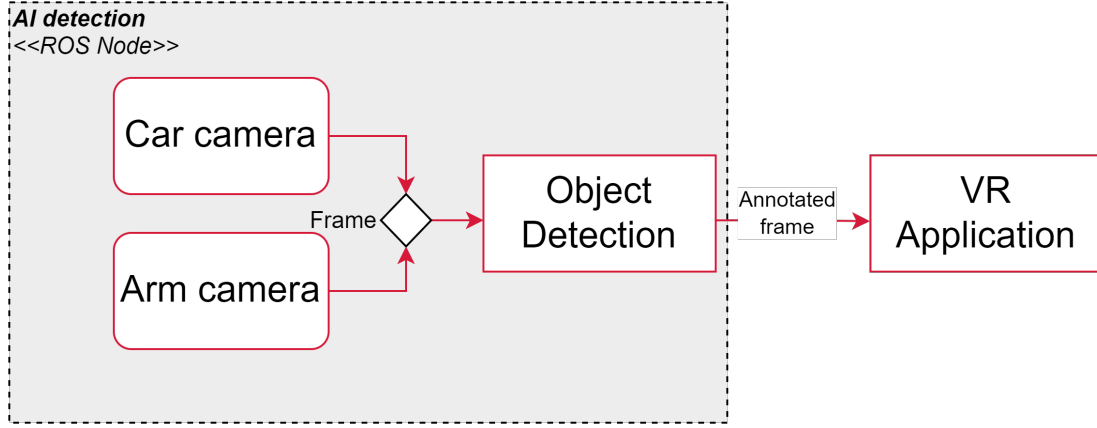 AI detection
<<ROS Node>>
Car camera
Frame
Arm camera
Object
Detection
Annotated
frame
VR
Application